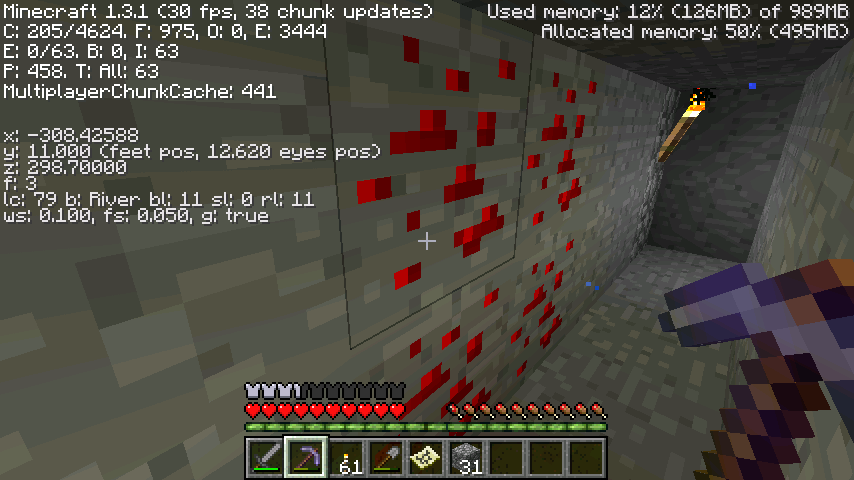 Minecraft 1.3.1 (30 fps, 38 chunk updates)
C: 205/4624. F: 975, O: 0, E: 3444
E: 0/63. B: 0, I: 63
P: 458. T: All: 63
MultiplayerChunkCache: 441
Used memory: 12% (126MB) of 989MB
Allocated memory: 50% (495MB)
x: -308.42588
y: 11.000 (feet pos, 12.620 eyes pos)
z: 298.70000
f: 3
lc: 79 b: River bl: 11 sl: 0 rl: 11
ws: 0.100, fs: 0.050, g: true
61
31